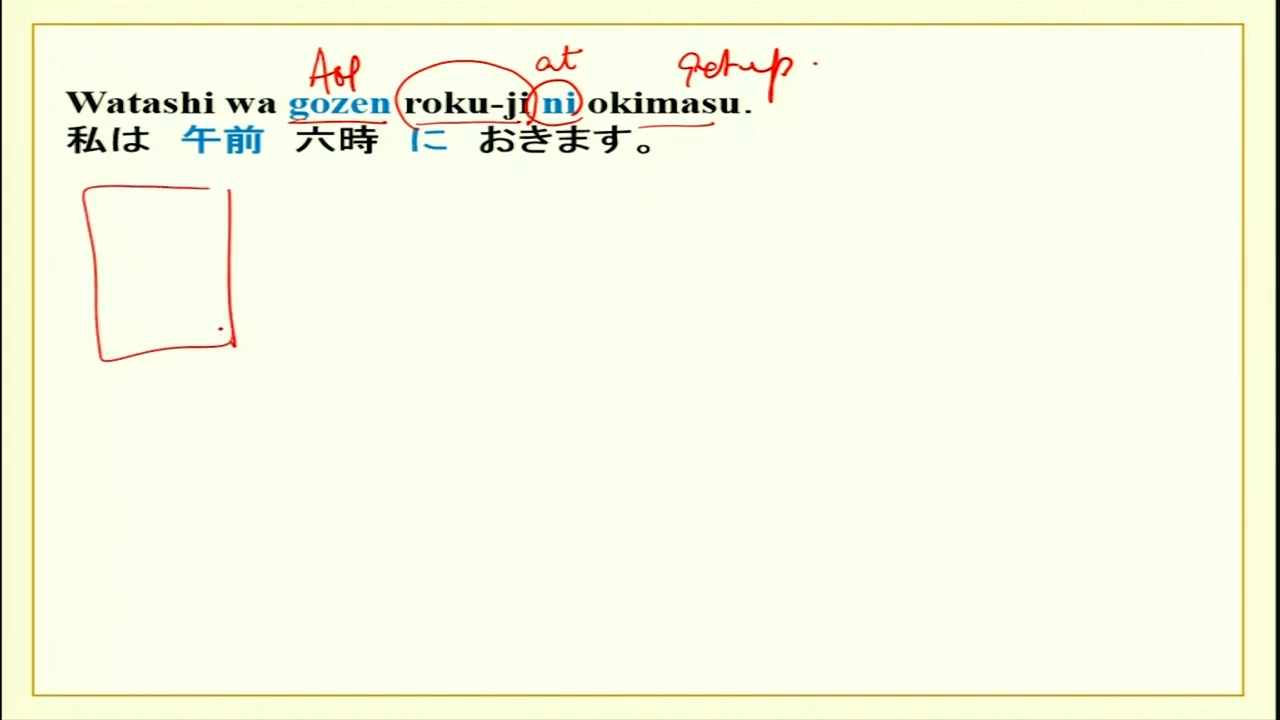 at getup.
Watashi wa gozen roku-ji ni okimasu.
私は 午前 六時 に おきます。